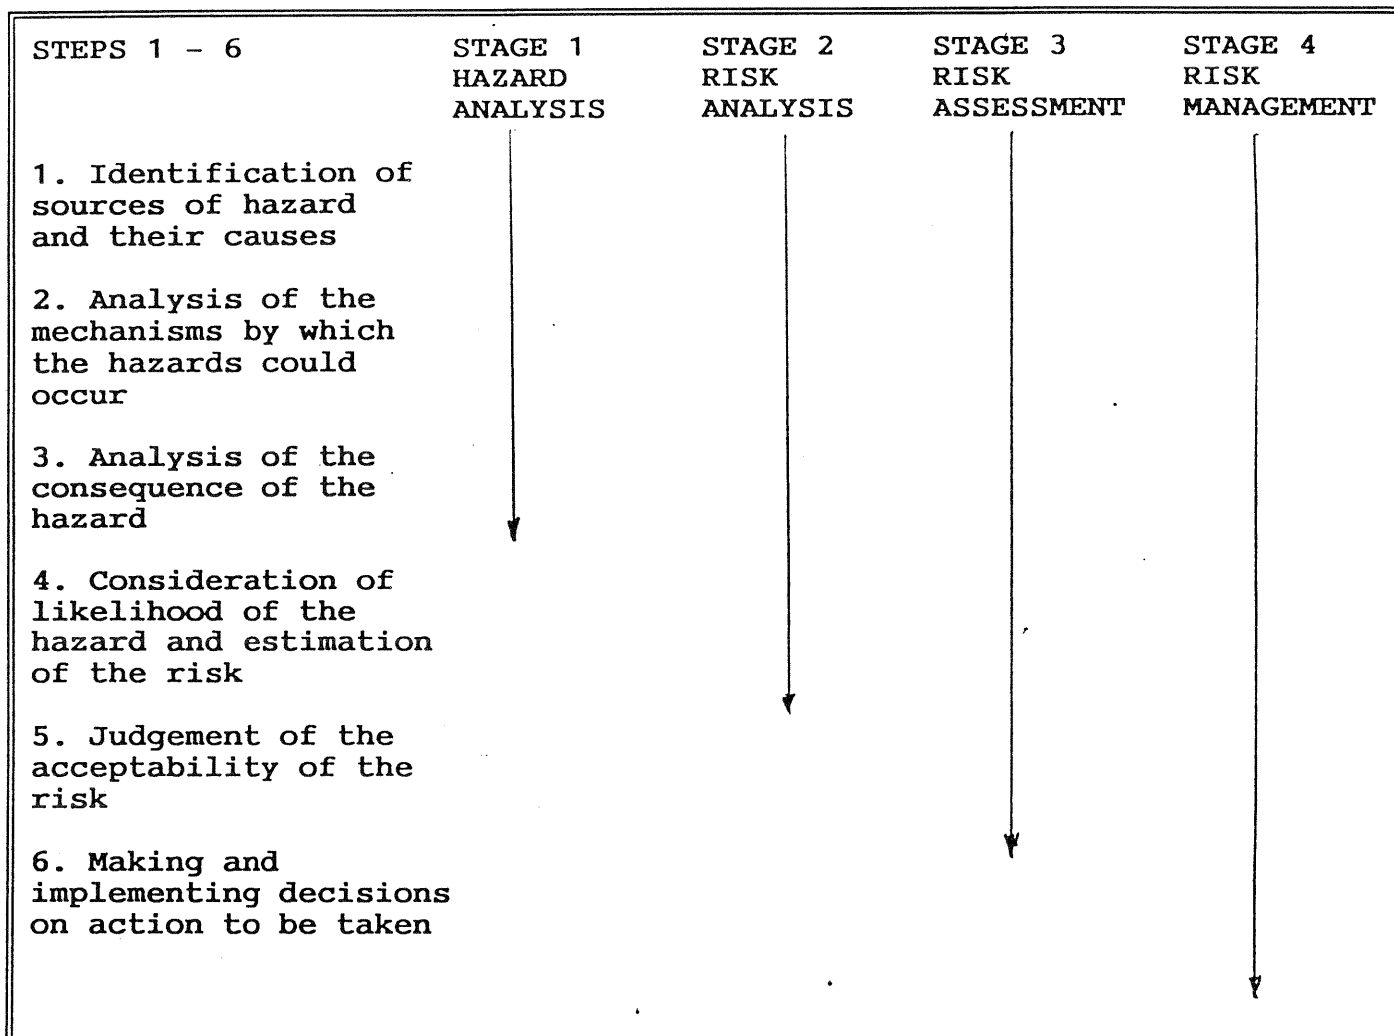 STEPS 1 - 6 STAGE 1 STAGE 2 STAGE 3 STAGE 4
HAZARD RISK RISK RISK
ANALYSIS ANALYSIS ASSESSMENT MANAGEMENT
1. Identification of
sources of hazard
and their causes
2. Analysis of the
mechanisms by which
the hazards could
occur
3. Analysis of the
consequence of the
hazard
4. Consideration of
likelihood of the
hazard and estimation
of the risk
5. Judgement of the
acceptability of the
risk
6. Making and
implementing decisions
on action to be taken